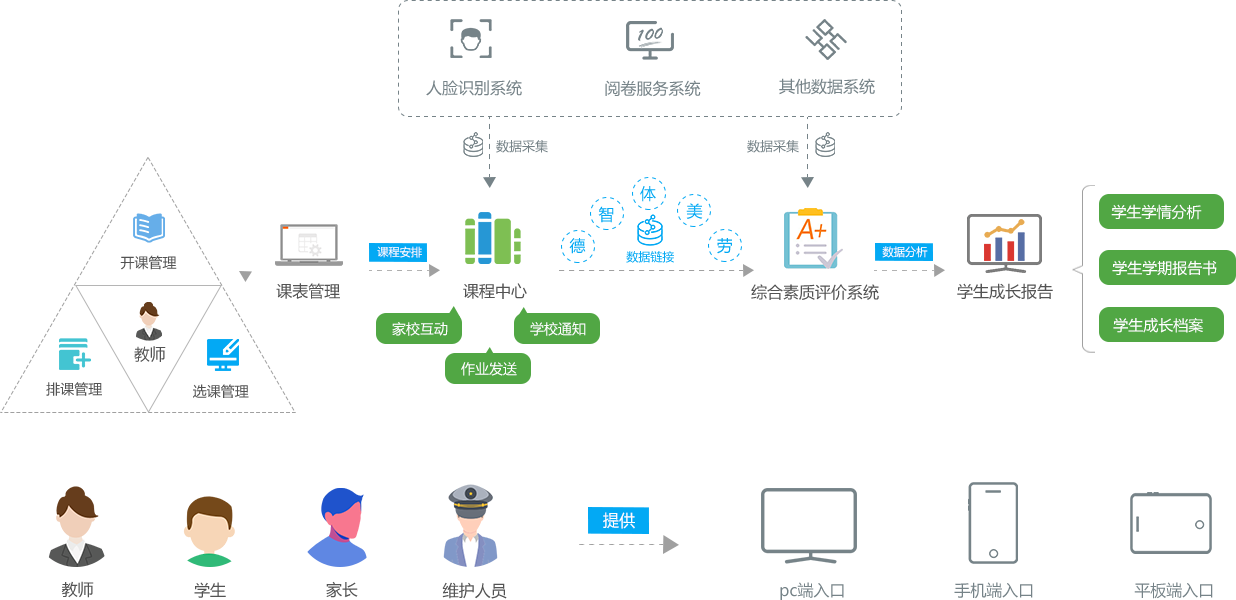 100
人脸识别系统
阅卷服务系统
其他数据系统
数据采集
数据采集
开课管理
教师
排课管理
选课管理
课表管理
课程安排
课程中心
家校互动
学校通知
作业发送
德
智
体
美
劳
数据链接
A+
综合素质评价系统
数据分析
学生成长报告
学生学情分析
学生学期报告书
学生成长档案
教师
学生
家长
维护人员
提供
pc端入口
手机端入口
平板端入口